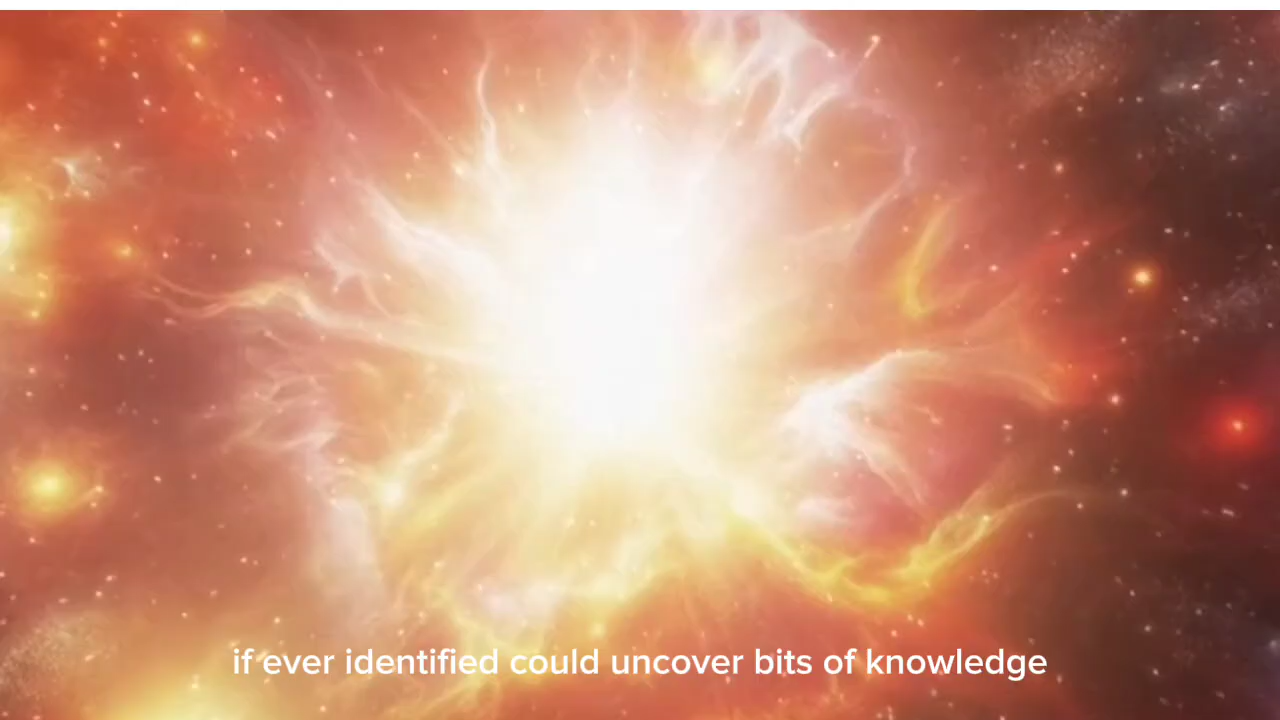 if ever identified could uncover bits of knowledge